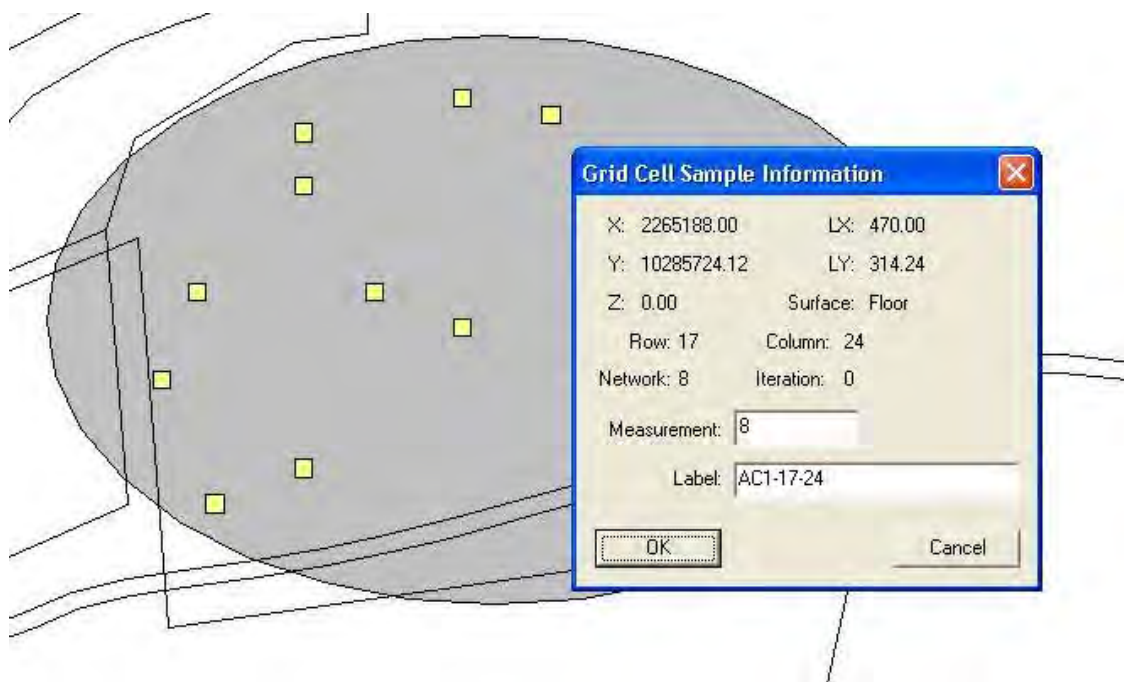 Grid Cell Sample Information
X: 2265188.00 LX: 470.00
Y: 10285724.12 LY: 314.24
Z: 0.00 Surface: Floor
Row: 17 Column: 24
Network: 8 Iteration: 0
Measurement: 8
Label: AC1-17-24
OK Cancel